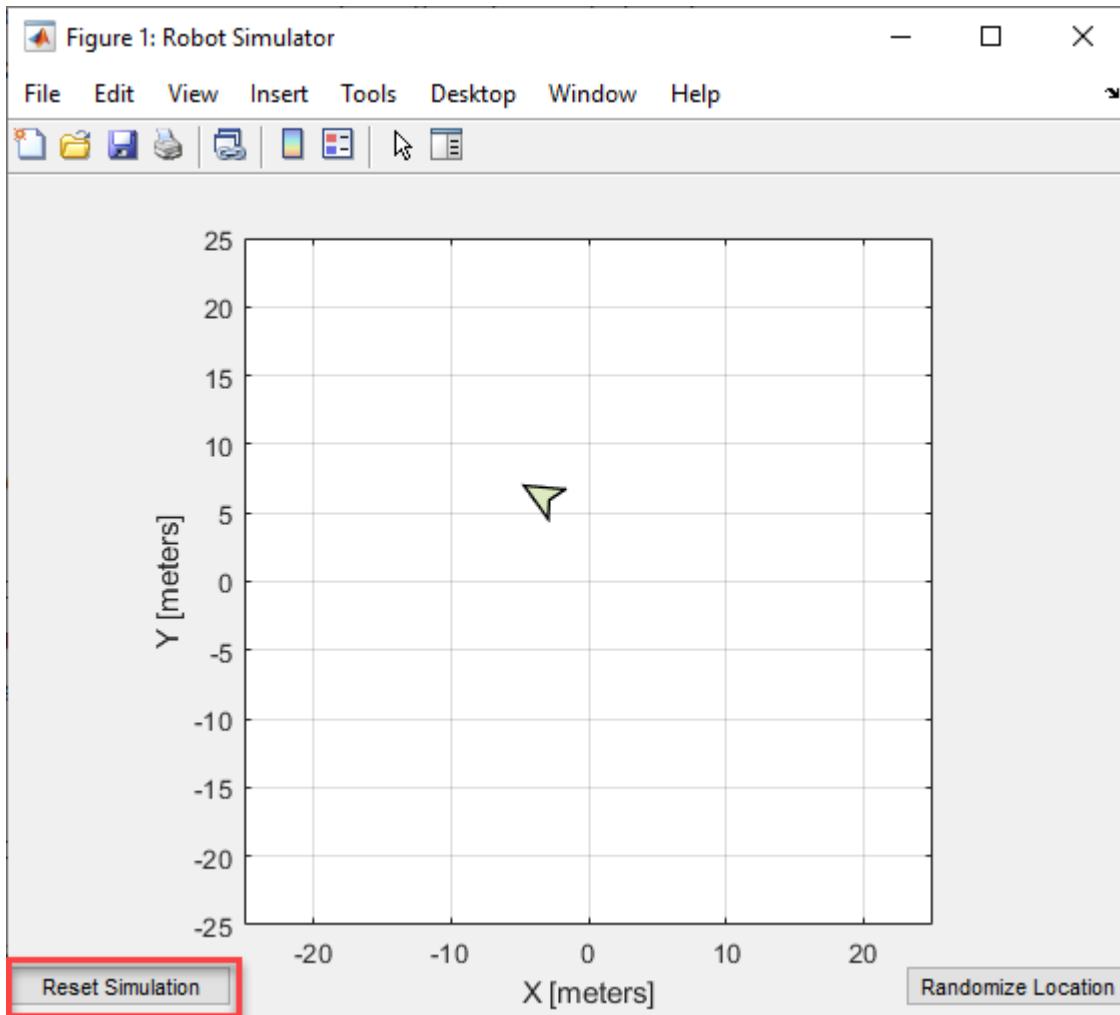 Figure 1: Robot Simulator
File Edit View Insert Tools Desktop Window Help
25
20
15
10
5
0
-5
-10
-15
-20
-25
Y [meters]
-20 -10 0 10 20
X [meters]
Reset Simulation
Randomize Location